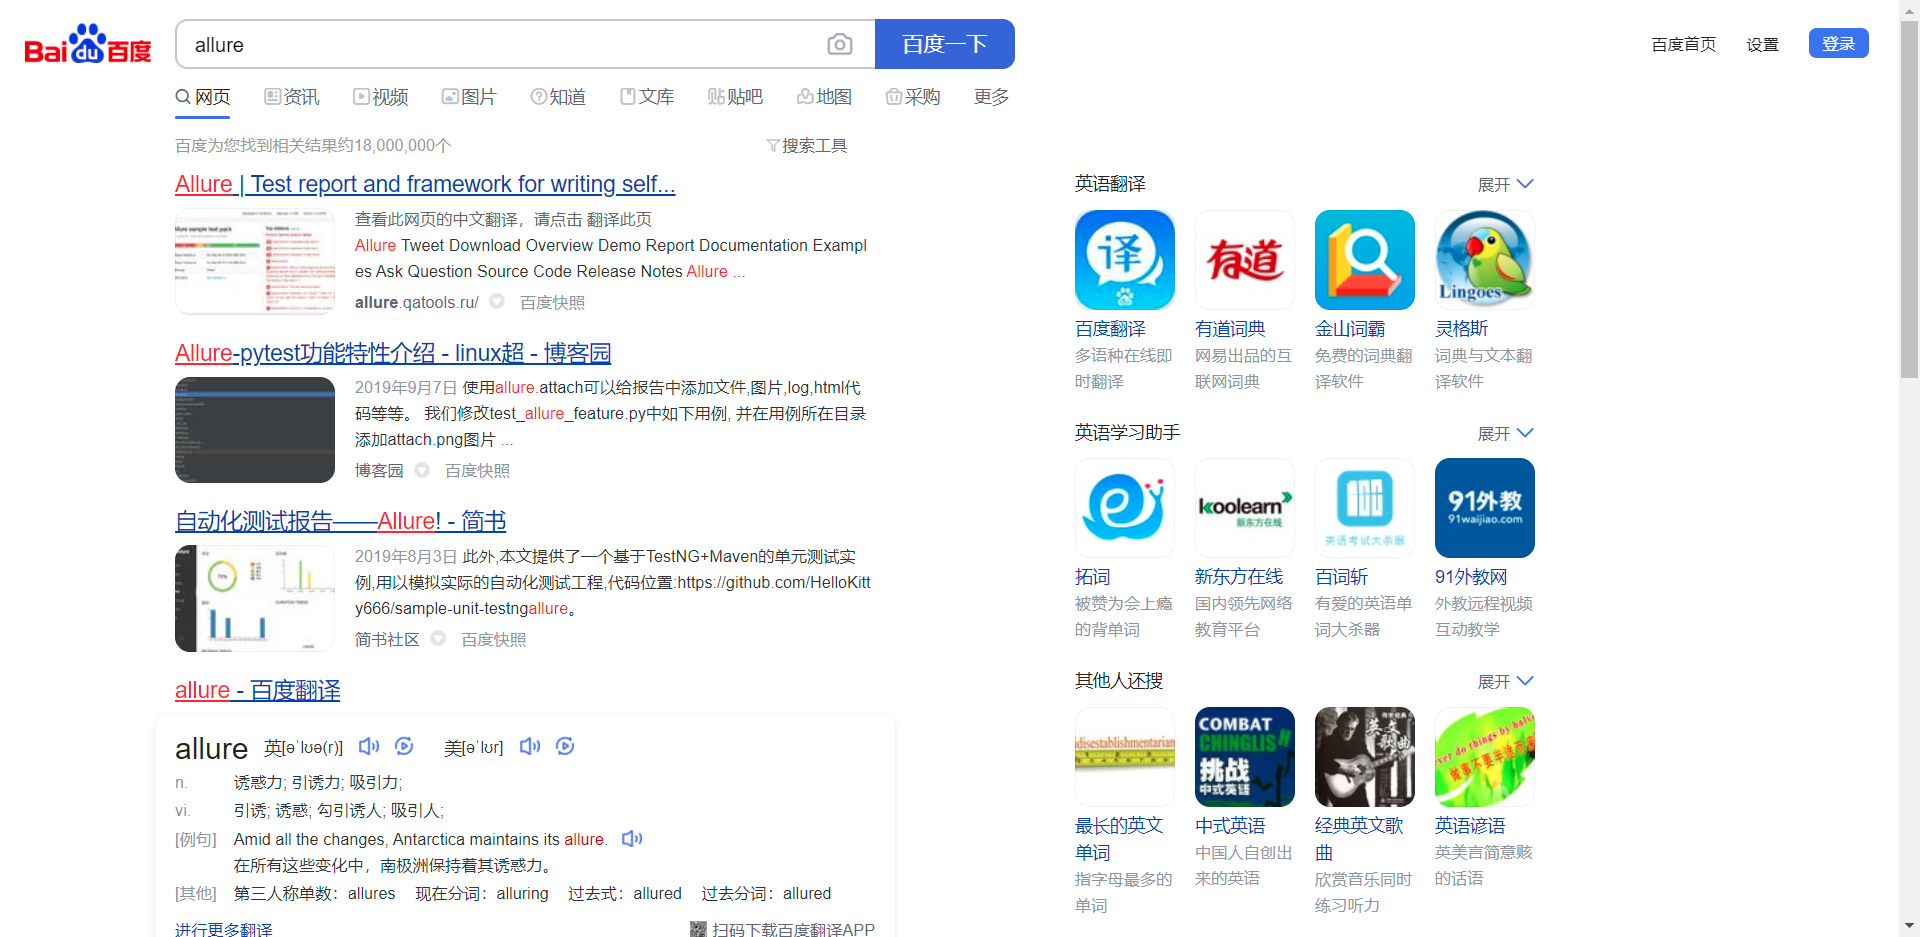 Bai du 百度
allure
百度一下
百度首页 设置 登录
网页 资讯 视频 图片 知道 文库 贴吧 地图 采购 更多
百度为您找到相关结果约18,000,000个
搜索工具
Allure | Test report and framework for writing self...
查看此网页的中文翻译，请点击 翻译此页
Allure Tweet Download Overview Demo Report Documentation Exampl
es Ask Question Source Code Release Notes Allure ...
allure.qatools.ru/ 百度快照
Allure-pytest功能特性介绍 - linux超 - 博客园
2019年9月7日 使用allure.attach可以给报告中添加文件,图片,log,html代
码等等。 我们修改test_allure_feature.py中如下用例, 并在用例所在目录
添加attach.png图片 ...
博客园 百度快照
自动化测试报告——Allure! - 简书
2019年8月3日 此外,本文提供了一个基于TestNG+Maven的单元测试实
例,用以模拟实际的自动化测试工程,代码位置:https://github.com/HelloKitt
y666/sample-unit-testngallure。
简书社区 百度快照
allure - 百度翻译
allure 英[əˈlʊə(r)] 美[əˈlʊr]
n. 诱惑力; 引诱力; 吸引力;
vi. 引诱; 诱惑; 勾引诱人; 吸引人;
[例句] Amid all the changes, Antarctica maintains its allure.
在所有这些变化中，南极洲保持着其诱惑力。
[其他] 第三人称单数：allures 现在分词：alluring 过去式：allured 过去分词：allured
进行更多翻译
扫码下载百度翻译APP
英语翻译 展开
译 有道 Lingoes
百度翻译 有道词典 金山词霸 灵格斯
多语种在线即 网易出品的互 免费的词典翻 词典与文本翻
时翻译 联网词典 译软件 译软件
英语学习助手 展开
koolearn 新东方在线
100 英语考试大杀器
91外教
91waijiao.com
拓词 新东方在线 百词斩 91外教网
被赞为会上瘾 国内领先网络 有爱的英语单 外教远程视频
的背单词 教育平台 词大杀器 互动教学
其他人还搜 展开
disestablishmentarian
COMBAT
CHINGLISH
挑战
中式英语
英文歌曲
ever do things by halve
做事不要半途而
最长的英文 中式英语 经典英文歌 英语谚语
单词 中国人自创出 曲 英美言简意赅
指字母最多的 来的英语 欣赏音乐同时 的话语
单词 练习听力